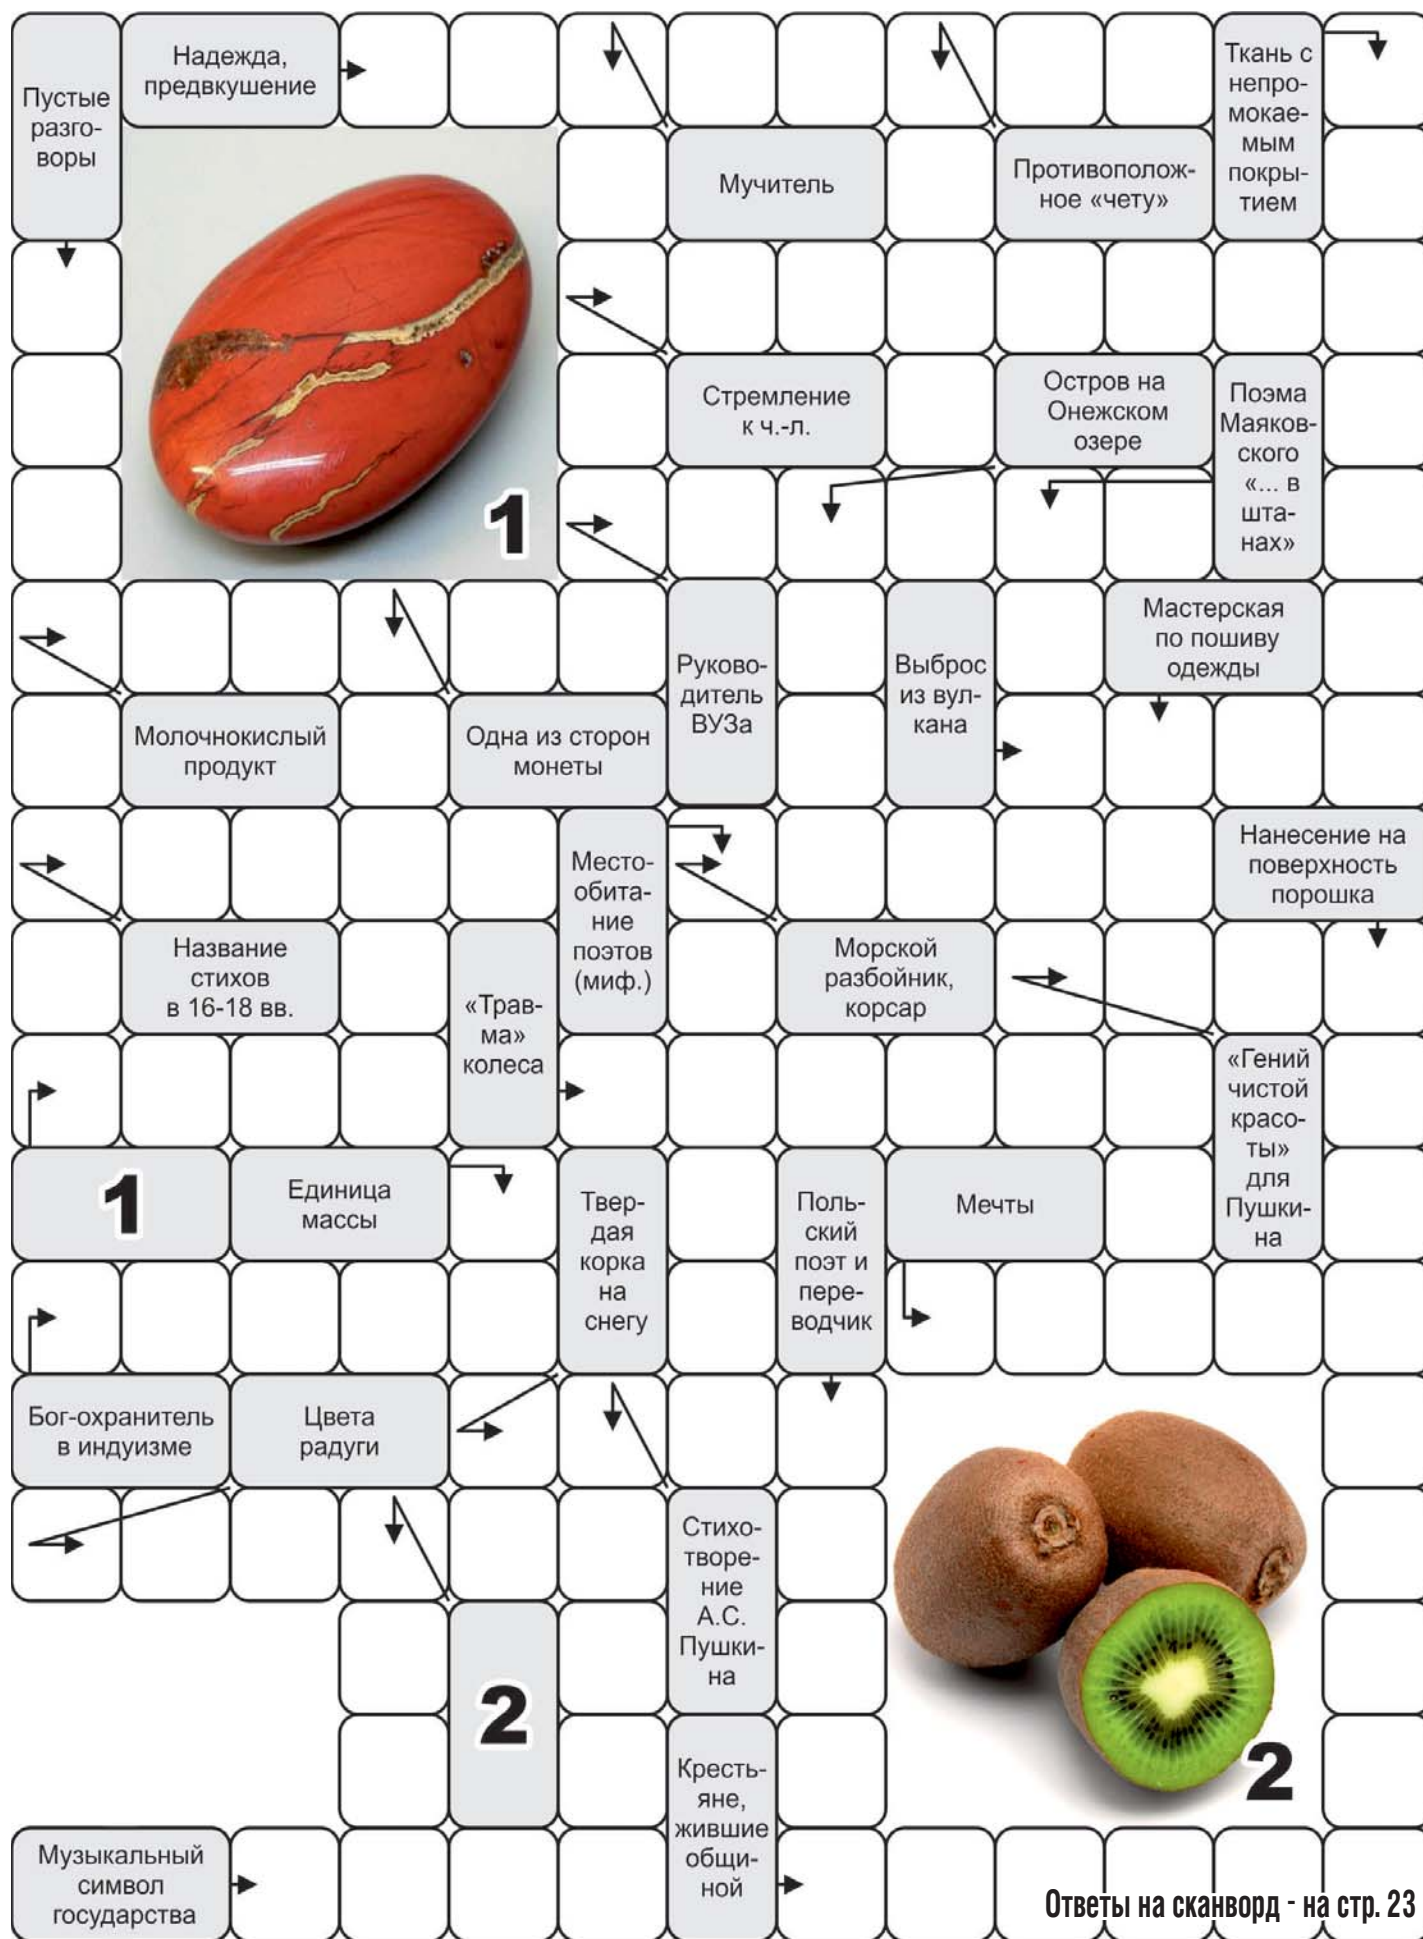 Пустые
разго-
воры
Надежда,
предвкушение
Мучитель
Противополож-
ное «чету»
Ткань с
непро-
мокае-
мым
покры-
тием
Стремление
к ч.-л.
Остров на
Онежском
озере
Поэма
Маяков-
ского
«... в
шта-
нах»
1
Молочнокислый
продукт
Одна из сторон
монеты
Руково-
дитель
ВУЗа
Выброс
из вул-
кана
Мастерская
по пошиву
одежды
Название
стихов
в 16-18 вв.
«Трав-
ма»
колеса
Место-
обита-
ние
поэтов
(миф.)
Морской
разбойник,
корсар
Нанесение на
поверхность
порошка
1
Единица
массы
Твер-
дая
корка
на
снегу
Поль-
ский
поэт и
пере-
водчик
Мечты
«Гений
чистой
красо-
ты»
для
Пушки-
на
Бог-охранитель
в индуизме
Цвета
радуги
Стихо-
творе-
ние
А.С.
Пушки-
на
2
2
Музыкальный
символ
государства
Кресть-
яне,
жившие
общи-
ной
Ответы на сканворд - на стр. 23